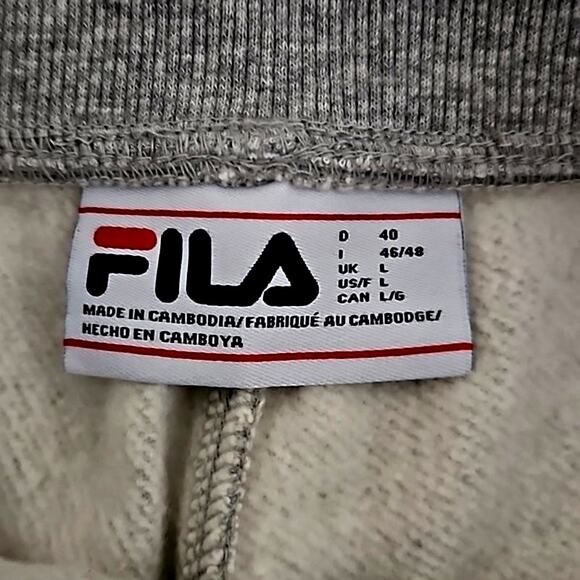 FILA
D 40
I 46/48
UK L
US/F L
CAN L/G
MADE IN CAMBODIA/FABRIQUÉ AU CAMBODGE/
HECHO EN CAMBOYA